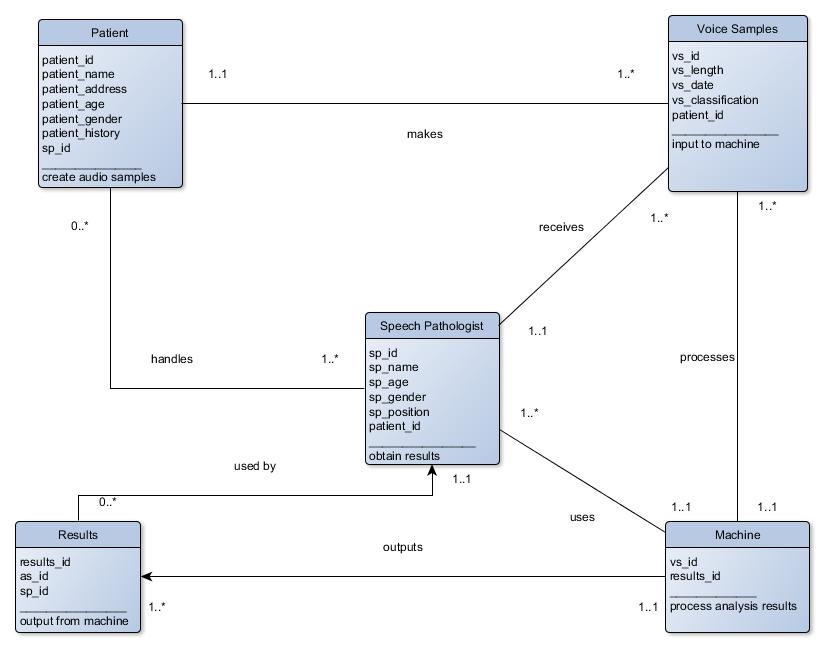 Patient
patient_id
patient_name
patient_address
patient_age
patient_gender
patient_history
sp_id
create audio samples
1..1
1..*
makes
Voice Samples
vs_id
vs_length
vs_date
vs_classification
patient_id
input to machine
0..*
handles
1..*
receives
1..*
1..1
1..*
processes
1..1
Speech Pathologist
sp_id
sp_name
sp_age
sp_gender
sp_position
patient_id
obtain results
1..*
uses
1..1
used by
0..*
1..1
Results
results_id
as_id
sp_id
output from machine
outputs
1..*
1..1
Machine
vs_id
results_id
process analysis results